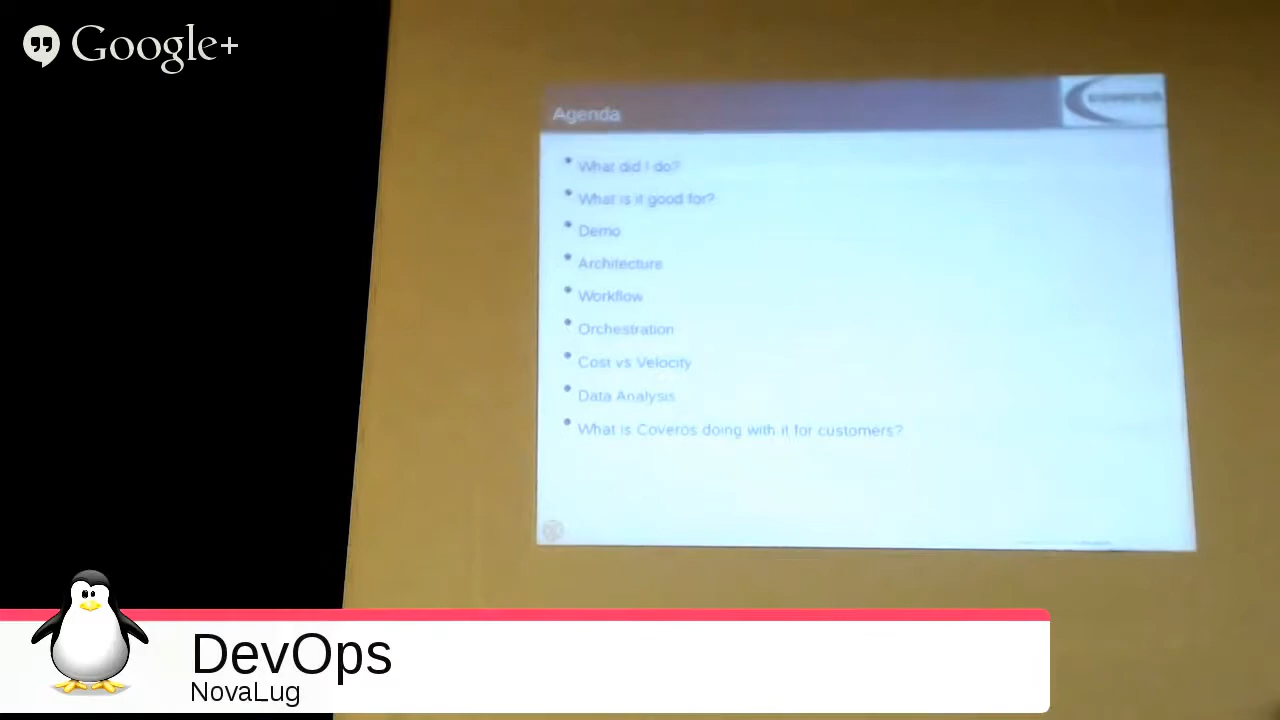 Google+
Agenda
coveros
What did I do?
What is it good for?
Demo
Architecture
Workflow
Orchestration
Cost vs Velocity
Data Analysis
What is Coveros doing with it for customers?
DevOps
NovaLug